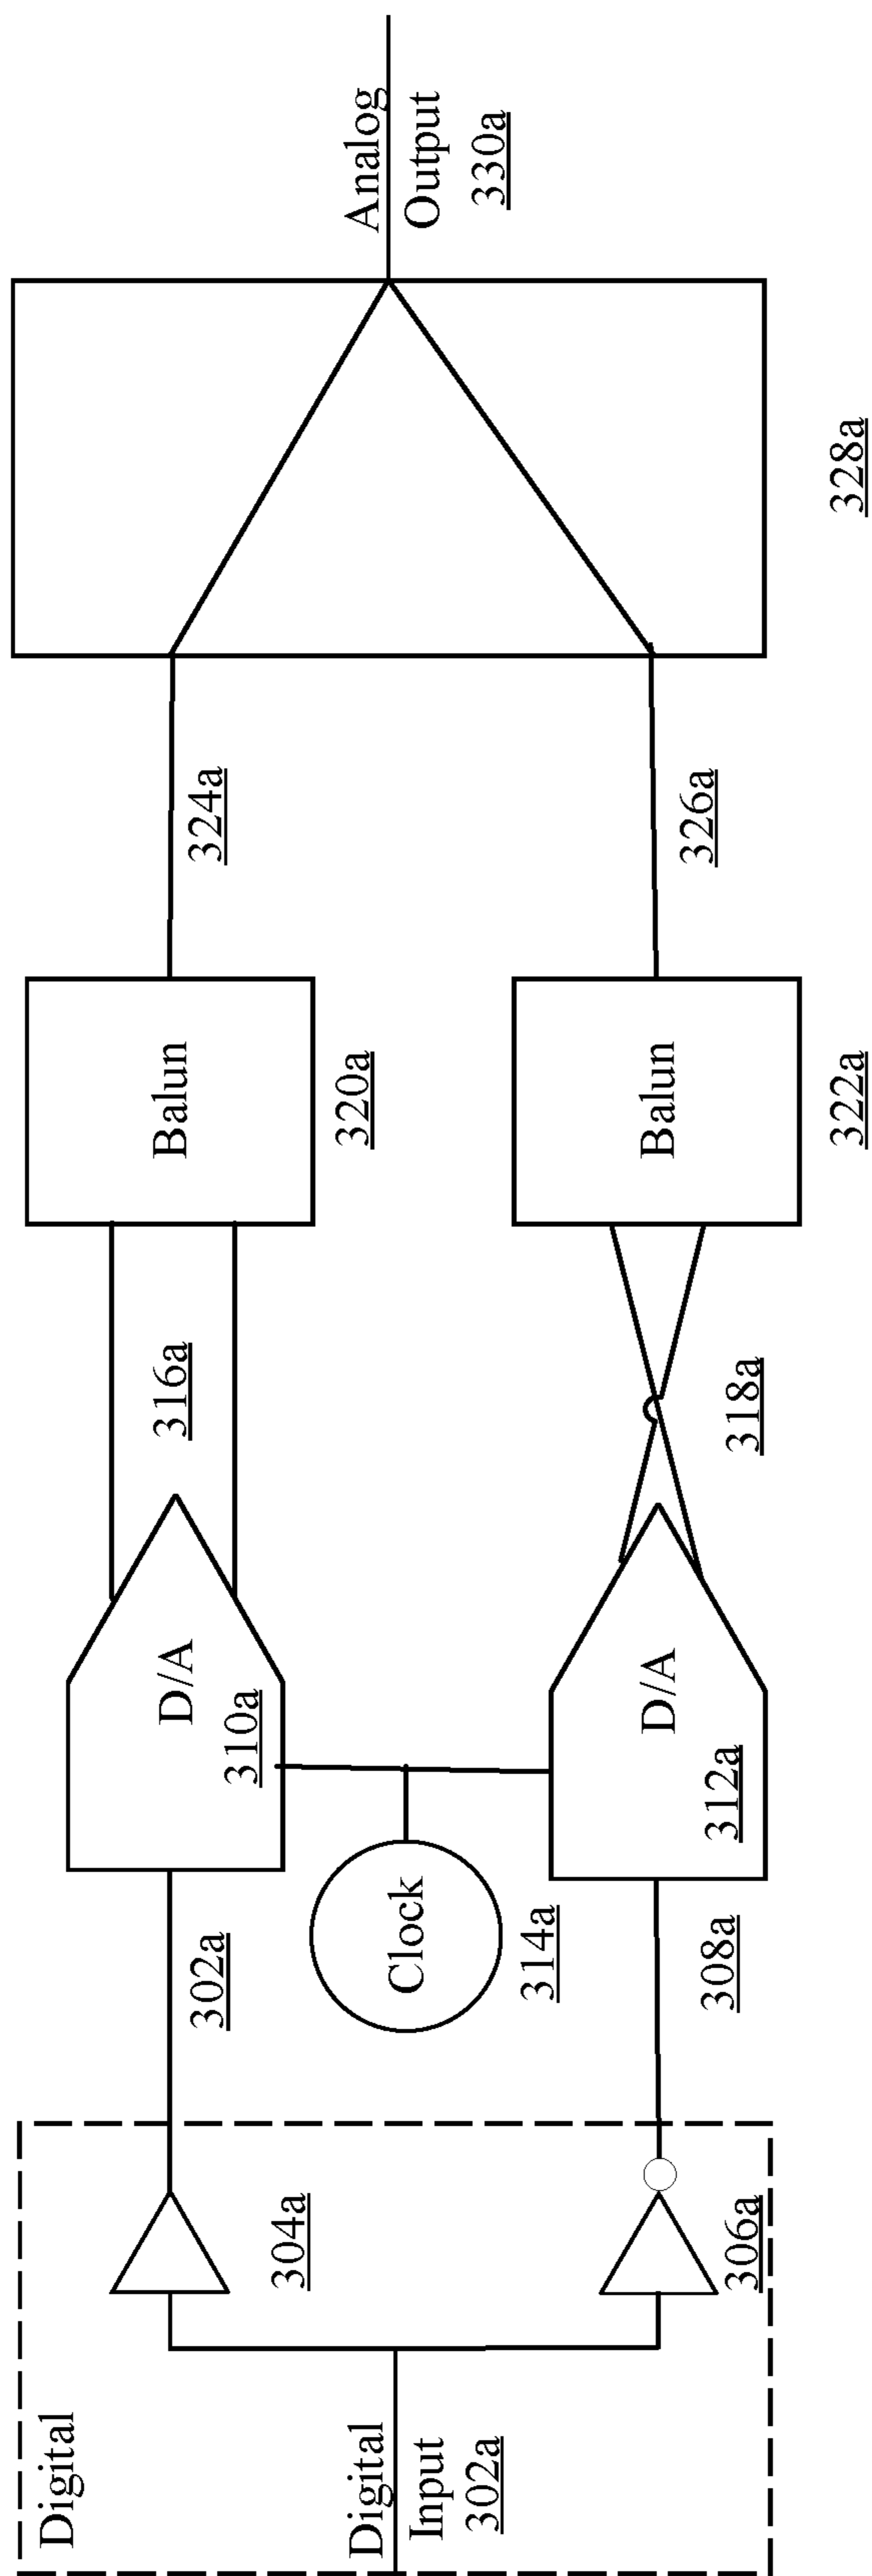 Digital
Digital
Input
302a
304a
306a
302a
308a
Clock
314a
D/A
310a
D/A
312a
316a
318a
Balun
320a
Balun
322a
324a
326a
328a
Analog
Output
330a